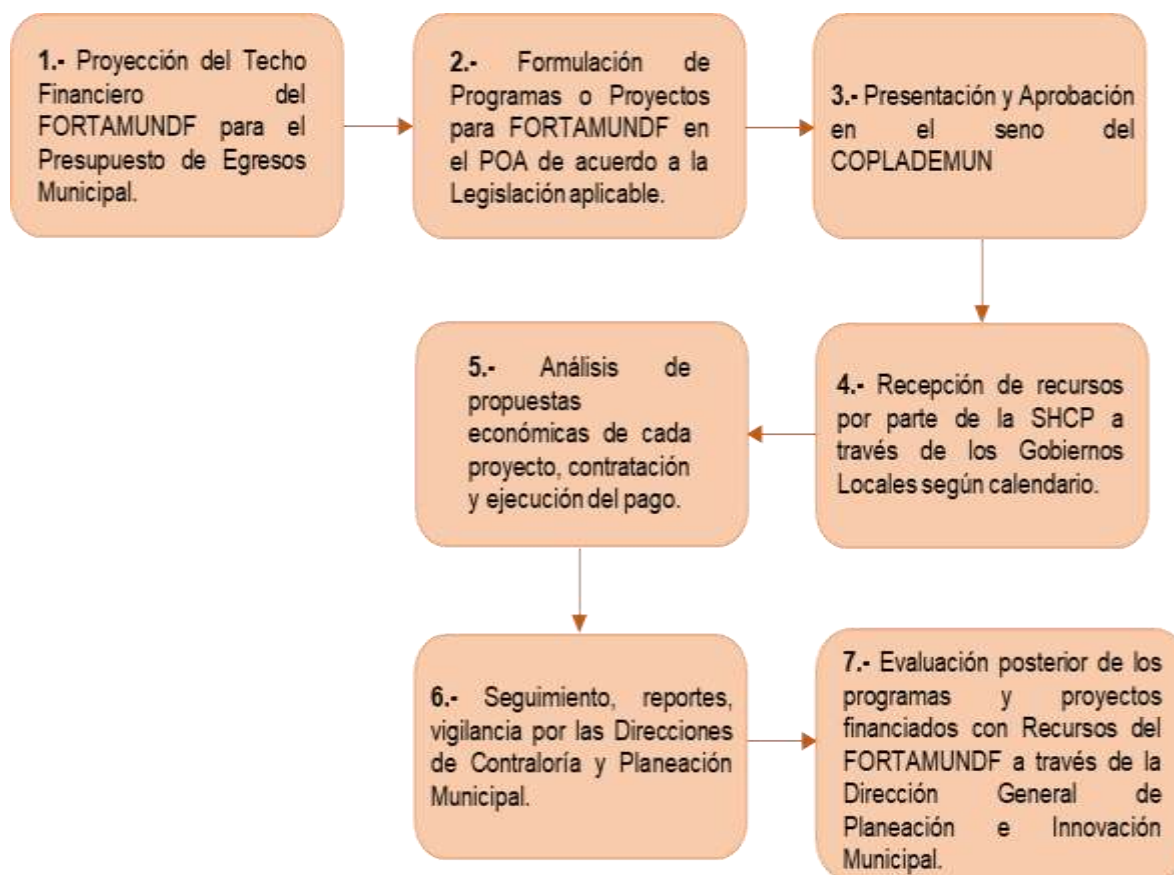 1.- Proyección del Techo
Financiero del
FORTAMUNDF para el
Presupuesto de Egresos
Municipal.
2.- Formulación de
Programas o Proyectos
para FORTAMUNDF en
el POA de acuerdo a la
Legislación aplicable.
3.- Presentación y Aprobación
en el seno del
COPLADEMUN
4.- Recepción de recursos
por parte de la SHCP a
través de los Gobiernos
Locales según calendario.
5.- Análisis de
propuestas
económicas de cada
proyecto, contratación
y ejecución del pago.
6.- Seguimiento, reportes,
vigilancia por las Direcciones
de Contraloría y Planeación
Municipal.
7.- Evaluación posterior de los
programas y proyectos
financiados con Recursos del
FORTAMUNDF a través de la
Dirección General de
Planeación e Innovación
Municipal.